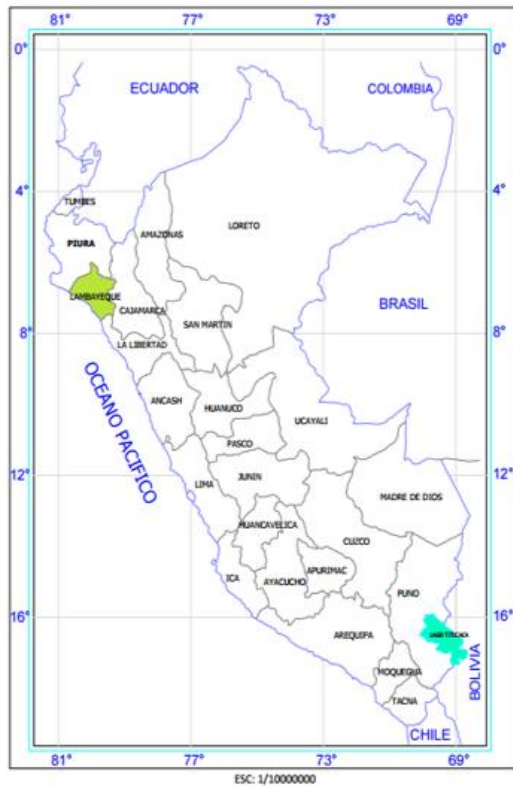 81° 77° 73° 69°
0° 0°
ECUADOR
COLOMBIA
4° 4°
TUMBES
AMAZONAS
LORETO
PIURA
LAMBAYEQUE
CAJAMARCA
BRASIL
SAN MARTIN
8° 8°
LA LIBERTAD
OCEANO PACIFICO
ANCASH
HUANUCO
UCAYALI
PASCO
12° 12°
LIMA
JUNIN
MADRE DE DIOS
HUANCAVELICA
CUZCO
ICA
AYACUCHO
APURIMAC
PUNO
16° 16°
AREQUIPA
LAGO TITICACA
MOQUEGUA
BOLIVIA
TACNA
CHILE
81° 77° 73° 69°
ESC: 1/10000000